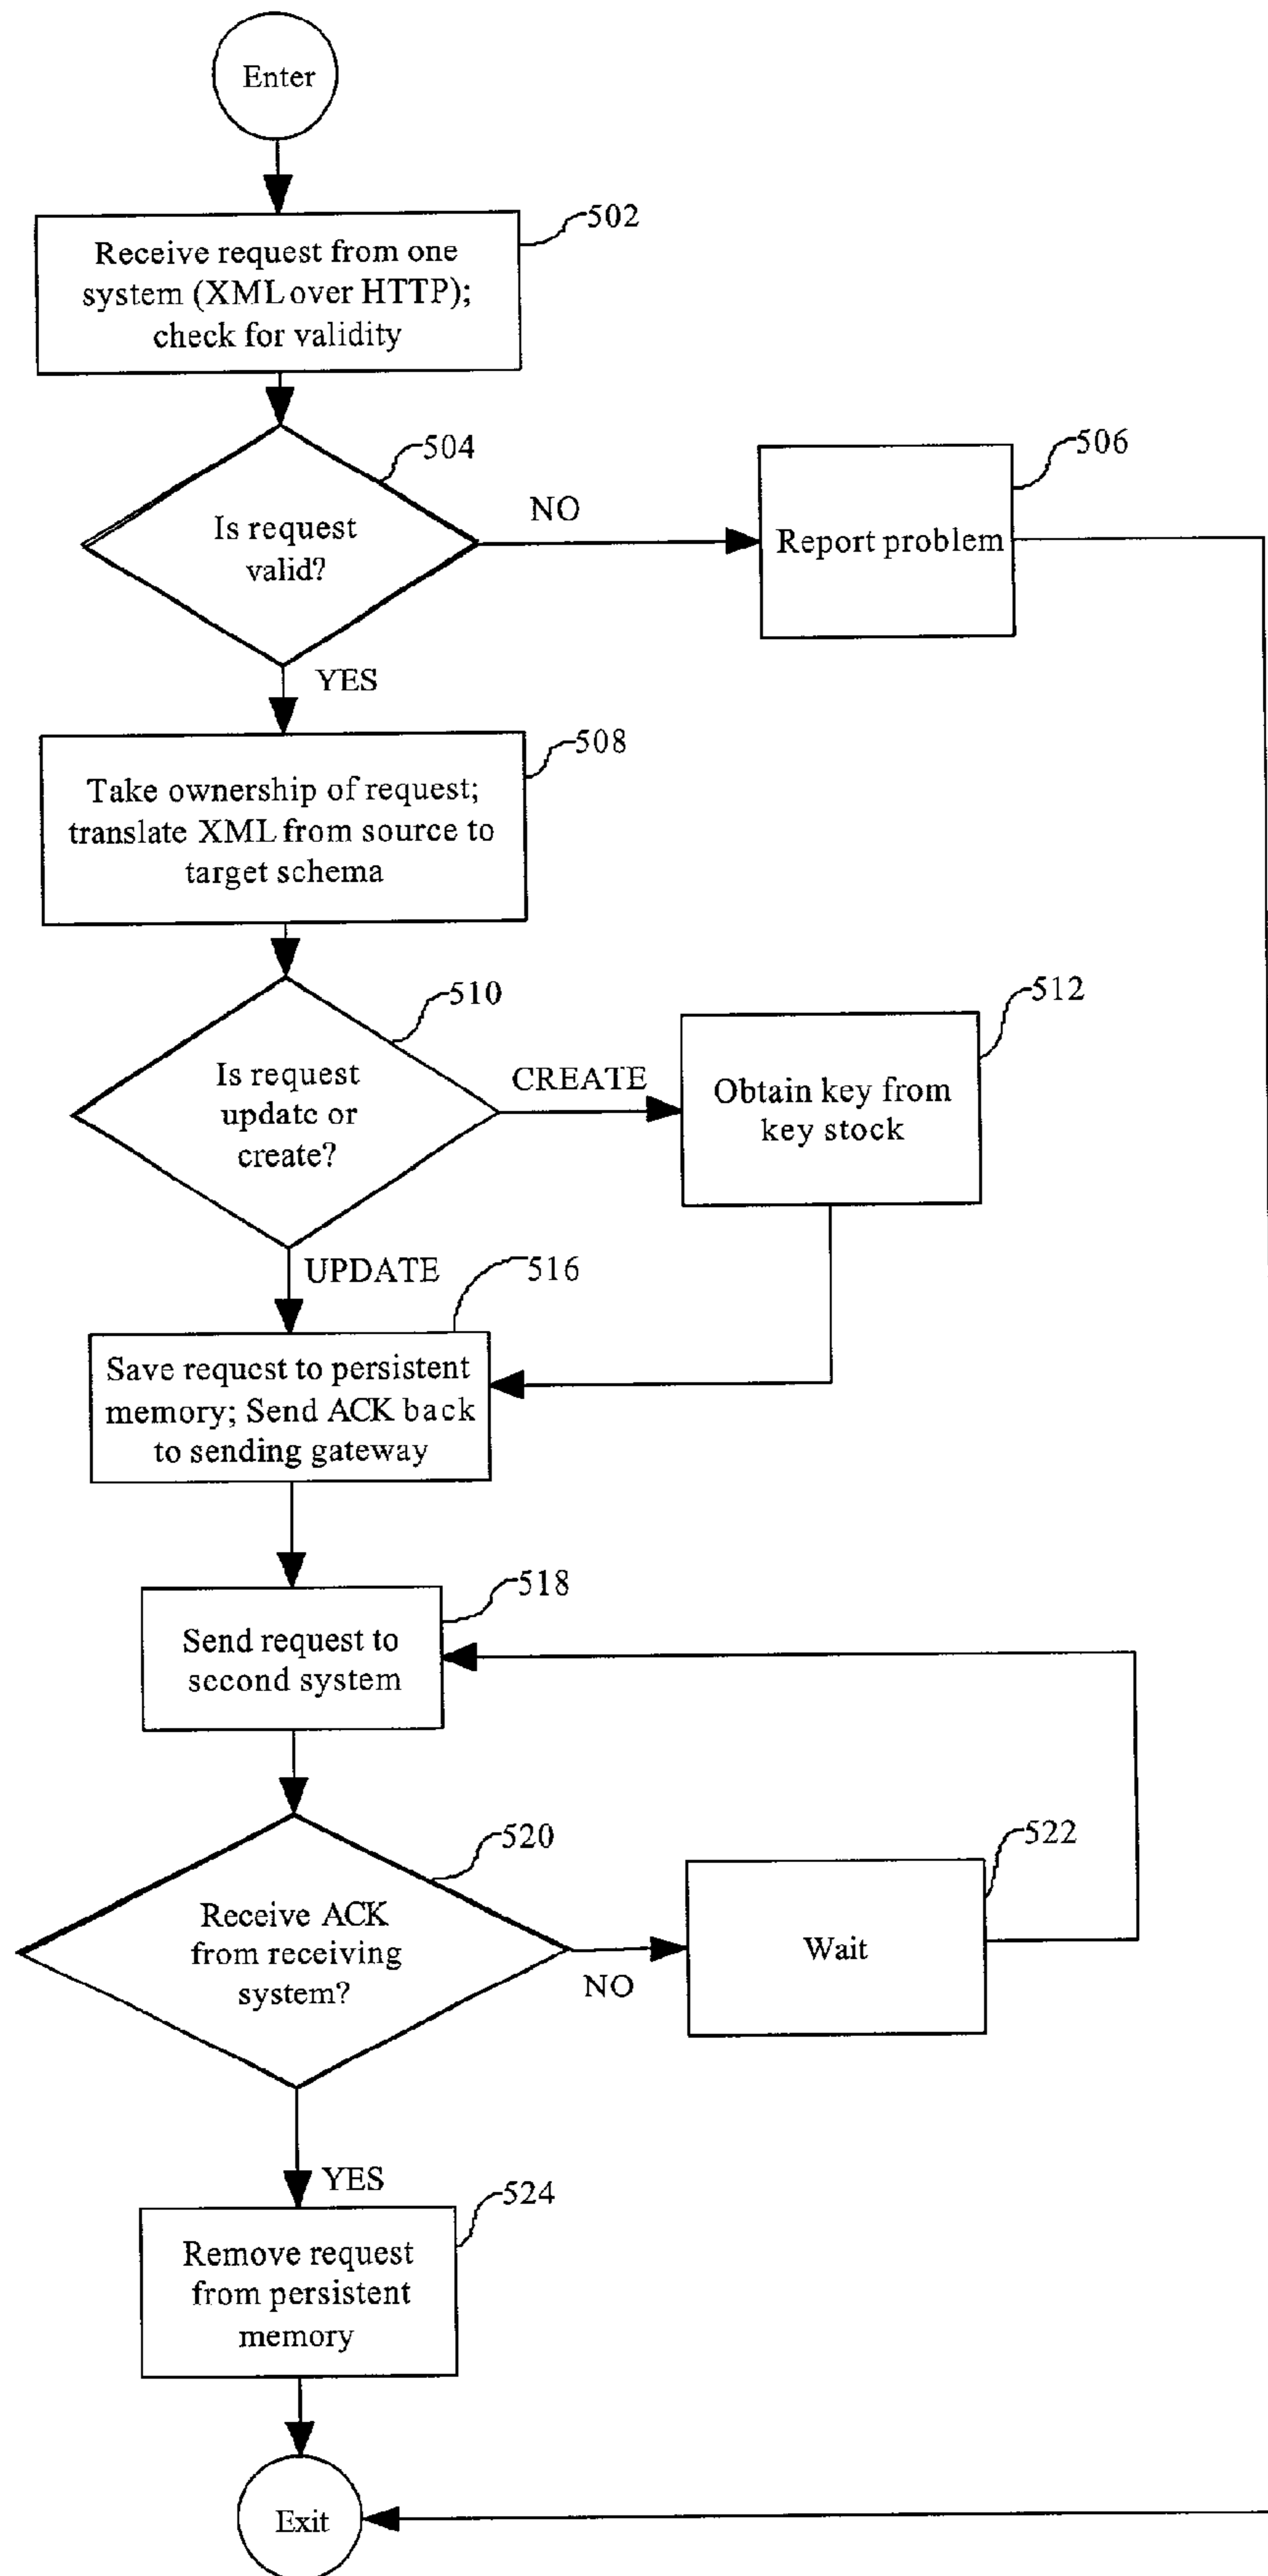 Enter
502
Receive request from one
system (XML over HTTP);
check for validity
504
Is request
valid?
NO
506
Report problem
YES
508
Take ownership of request;
translate XML from source to
target schema
510
Is request
update or
create?
CREATE
512
Obtain key from
key stock
UPDATE
516
Save request to persistent
memory; Send ACK back
to sending gateway
518
Send request to
second system
520
Receive ACK
from receiving
system?
NO
522
Wait
YES
524
Remove request
from persistent
memory
Exit